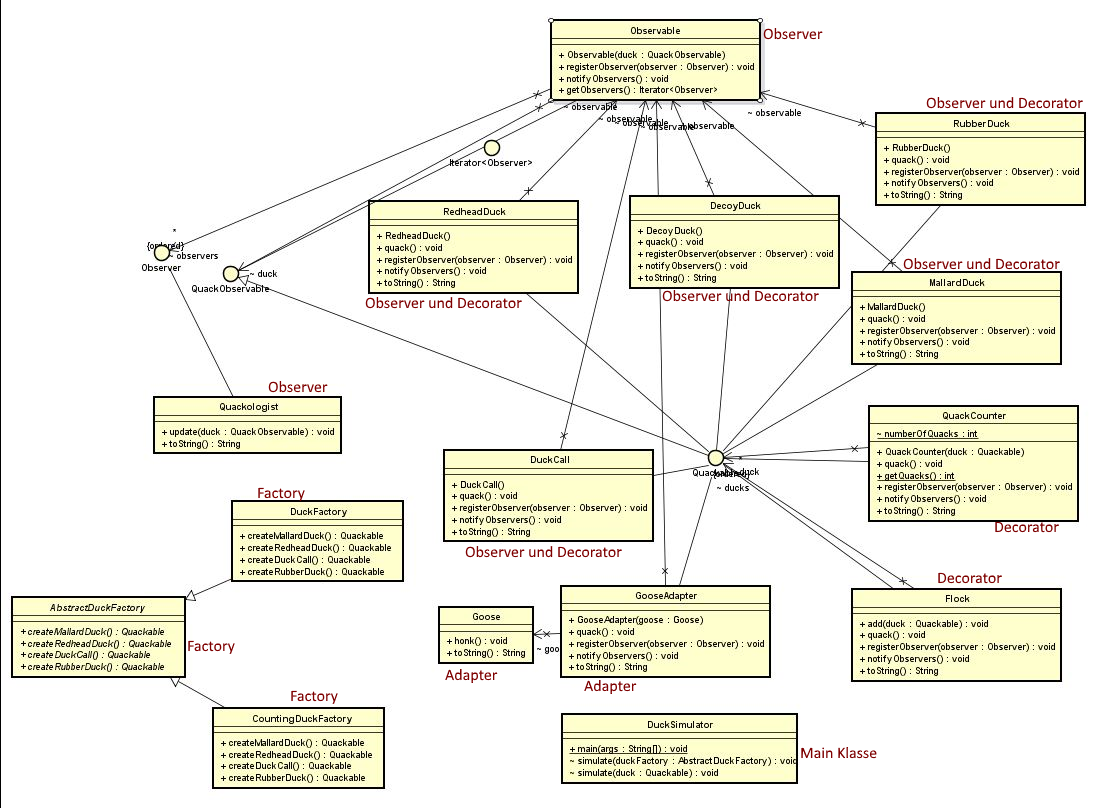 Observable
+ Observable(duck : QuackObservable)
+ registerObserver(observer : Observer) : void
+ notifyObservers() : void
+ getObservers() : Iterator<Observer>
Observer
~ observable
~ observable
~ observable
~ observable
~ observable
~ observable
Observer und Decorator
RubberDuck
+ RubberDuck()
+ quack() : void
+ registerObserver(observer : Observer) : void
+ notifyObservers() : void
+ toString() : String
Iterator<Observer>
RedheadDuck
+ RedheadDuck()
+ quack() : void
+ registerObserver(observer : Observer) : void
+ notifyObservers() : void
+ toString() : String
Observer und Decorator
DecoyDuck
+ DecoyDuck()
+ quack() : void
+ registerObserver(observer : Observer) : void
+ notifyObservers() : void
+ toString() : String
Observer und Decorator
*
{ordered}
~ observers
Observer
~ duck
QuackObservable
Observer und Decorator
MallardDuck
+ MallardDuck()
+ quack() : void
+ registerObserver(observer : Observer) : void
+ notifyObservers() : void
+ toString() : String
Observer
Quackologist
+ update(duck : QuackObservable) : void
+ toString() : String
QuackCounter
~ numberOfQuacks : int
+ QuackCounter(duck : Quackable)
+ quack() : void
+ getQuacks() : int
+ registerObserver(observer : Observer) : void
+ notifyObservers() : void
+ toString() : String
Decorator
DuckCall
+ DuckCall()
+ quack() : void
+ registerObserver(observer : Observer) : void
+ notifyObservers() : void
+ toString() : String
Observer und Decorator
*
~ ducks
Factory
DuckFactory
+ createMallardDuck() : Quackable
+ createRedheadDuck() : Quackable
+ createDuckCall() : Quackable
+ createRubberDuck() : Quackable
AbstractDuckFactory
+ createMallardDuck() : Quackable
+ createRedheadDuck() : Quackable
+ createDuckCall() : Quackable
+ createRubberDuck() : Quackable
Factory
Factory
CountingDuckFactory
+ createMallardDuck() : Quackable
+ createRedheadDuck() : Quackable
+ createDuckCall() : Quackable
+ createRubberDuck() : Quackable
Goose
+ honk() : void
+ toString() : String
Adapter
~ goo
GooseAdapter
+ GooseAdapter(goose : Goose)
+ quack() : void
+ registerObserver(observer : Observer) : void
+ notifyObservers() : void
+ toString() : String
Adapter
Decorator
Flock
+ add(duck : Quackable) : void
+ quack() : void
+ registerObserver(observer : Observer) : void
+ notifyObservers() : void
+ toString() : String
DuckSimulator
+ main(args : String[]) : void
~ simulate(duckFactory : AbstractDuckFactory) : void
~ simulate(duck : Quackable) : void
Main Klasse